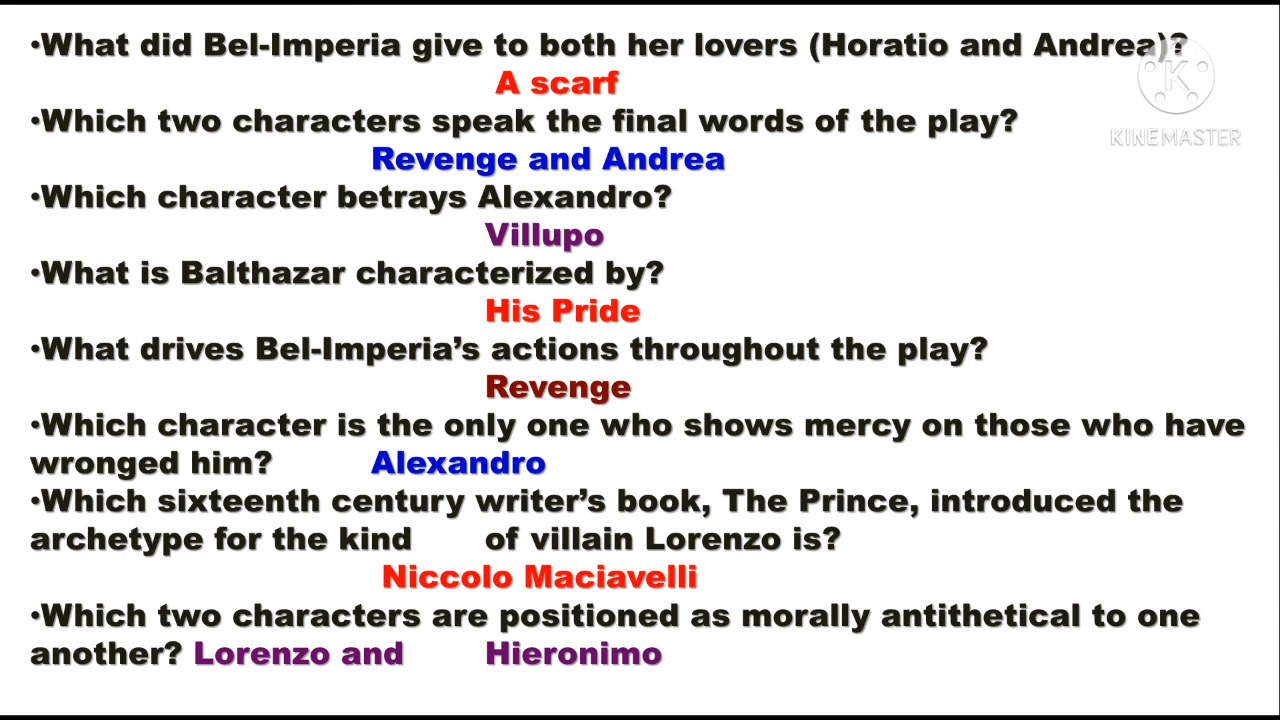 •What did Bel-Imperia give to both her lovers (Horatio and Andrea)?
A scarf
•Which two characters speak the final words of the play?
KINEMASTER
Revenge and Andrea
•Which character betrays Alexandro?
Villupo
•What is Balthazar characterized by?
His Pride
•What drives Bel-Imperia’s actions throughout the play?
Revenge
•Which character is the only one who shows mercy on those who have
wronged him? Alexandro
•Which sixteenth century writer’s book, The Prince, introduced the
archetype for the kind of villain Lorenzo is?
Niccolo Maciavelli
•Which two characters are positioned as morally antithetical to one
another? Lorenzo and Hieronimo